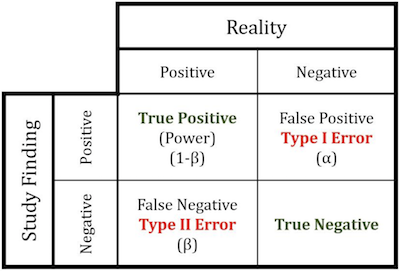 Reality
Positive
Negative
Study Finding
Positive
True Positive
(Power)
(1-β)
False Positive
Type I Error
(α)
Negative
False Negative
Type II Error
(β)
True Negative